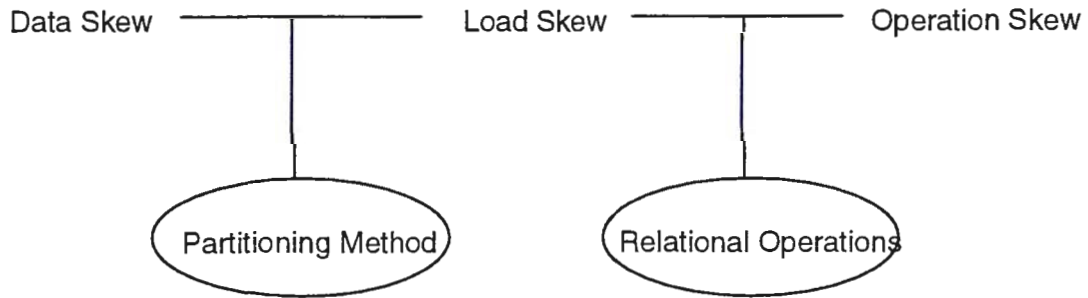 Data Skew
Load Skew
Operation Skew
Partitioning Method
Relational Operations